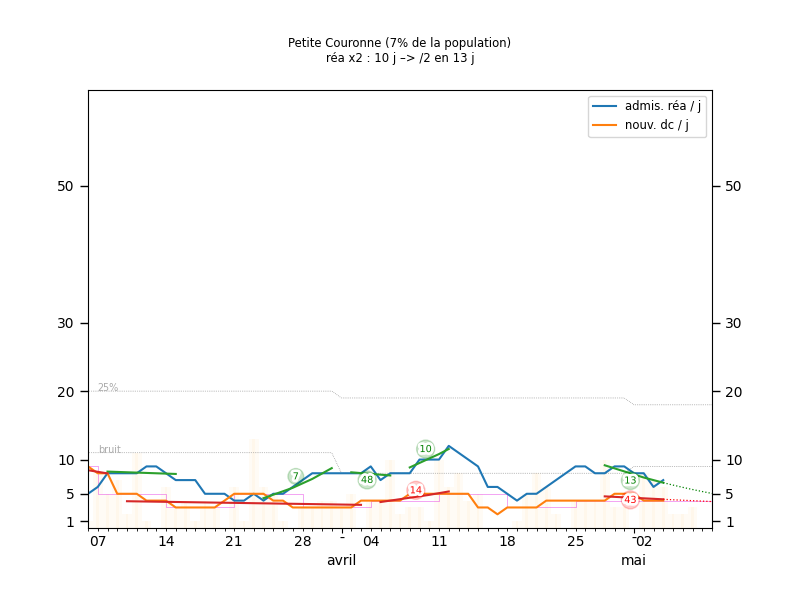 Petite Couronne (7% de la population)
réa x2 : 10 j –> /2 en 13 j
admis. réa / j
nouv. dc / j
50 50
30 30
20 20
25%
10 10
bruit
5 5
1 1
7
48
10
14
13
43
07 14 21 28 - 04 11 18 25 - 02
avril mai